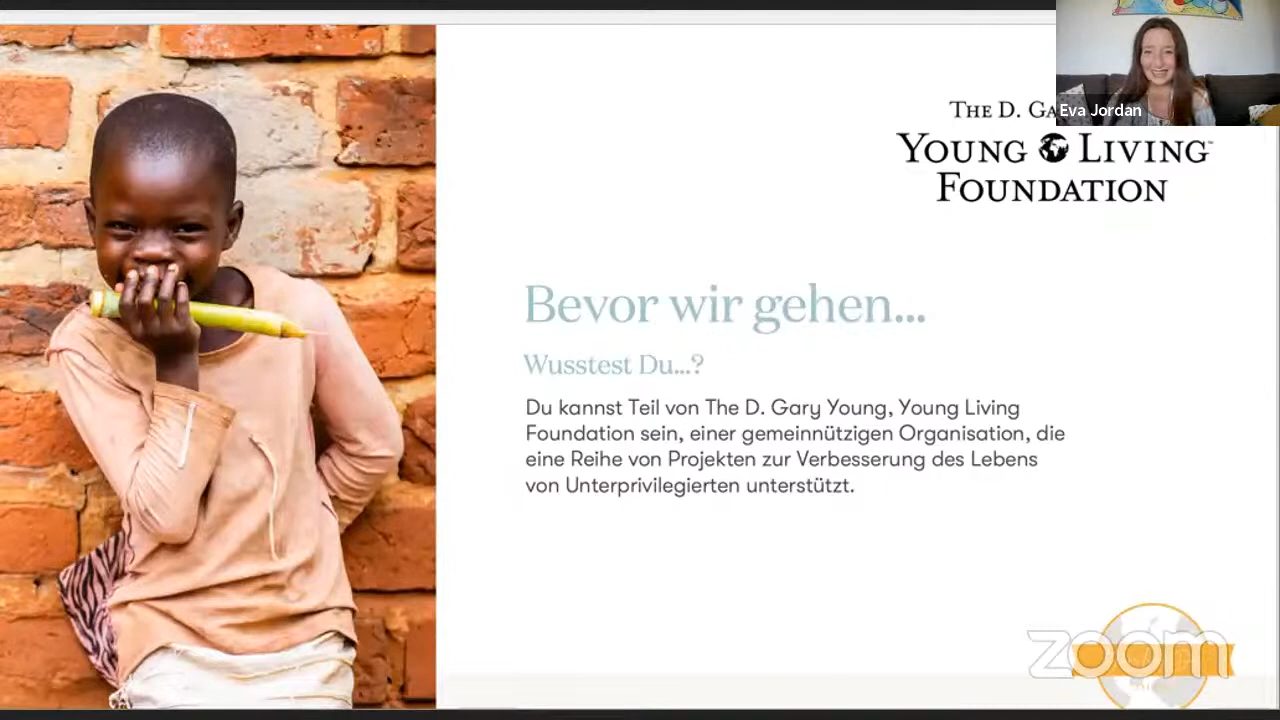 Eva Jordan
THE D. GA
YOUNG LIVING
FOUNDATION
Bevor wir gehen...
Wusstest Du...?
Du kannst Teil von The D. Gary Young, Young Living
Foundation sein, einer gemeinnützigen Organisation, die
eine Reihe von Projekten zur Verbesserung des Lebens
von Unterprivilegierten unterstützt.
zoom